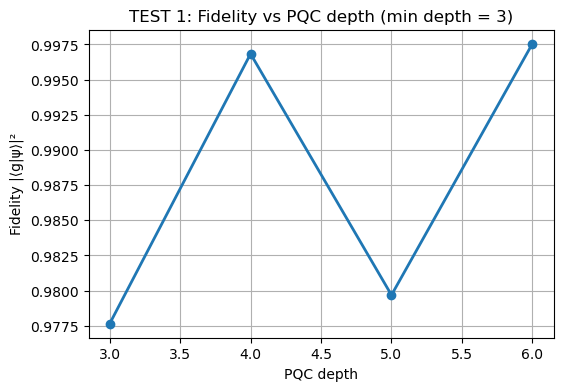 TEST 1: Fidelity vs PQC depth (min depth = 3)
Fidelity |⟨g|ψ⟩|²
0.9975
0.9950
0.9925
0.9900
0.9875
0.9850
0.9825
0.9800
0.9775
3.0 3.5 4.0 4.5 5.0 5.5 6.0
PQC depth